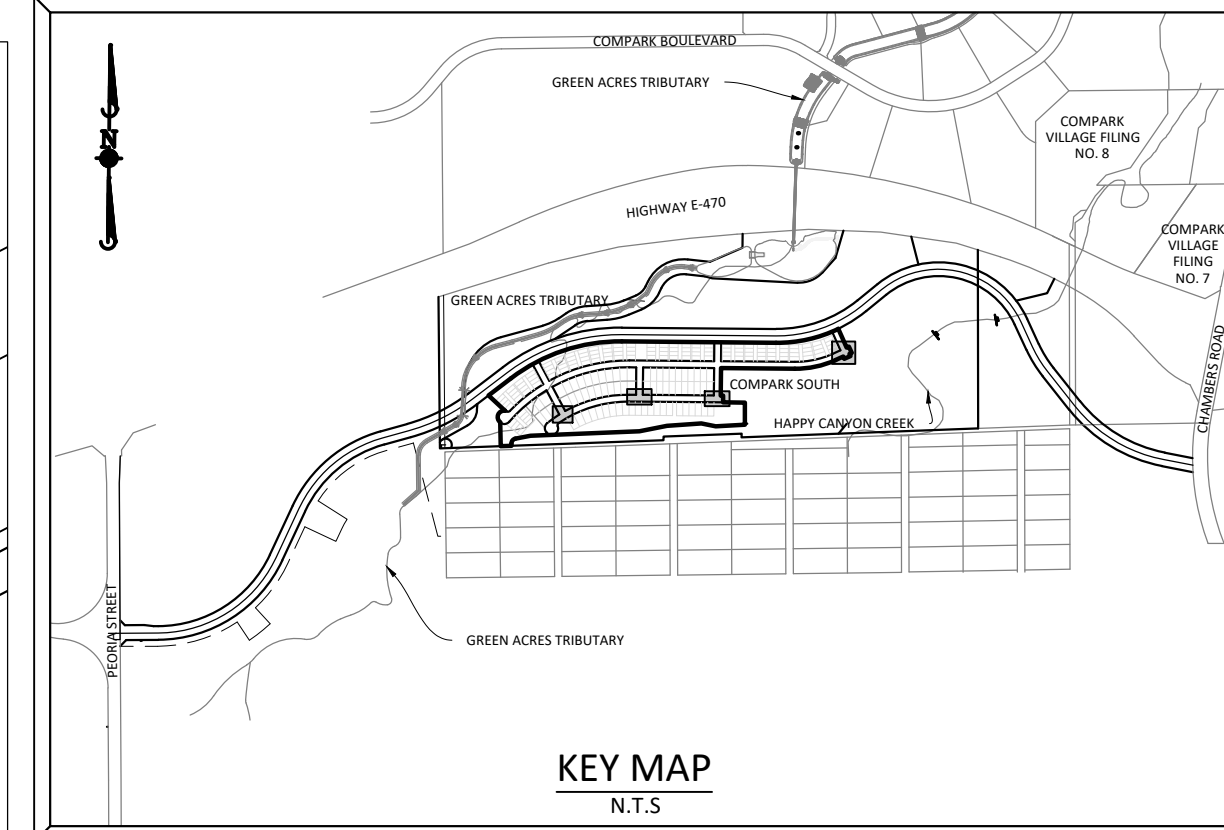 COMPARK BOULEVARD
GREEN ACRES TRIBUTARY
COMPARK
VILLAGE FILING
NO. 8
N
HIGHWAY E-470
COMPARK
VILLAGE
FILING
NO. 7
GREEN ACRES TRIBUTARY
CHAMBERS ROAD
COMPARK SOUTH
HAPPY CANYON CREEK
PEORIA STREET
GREEN ACRES TRIBUTARY
KEY MAP
N.T.S